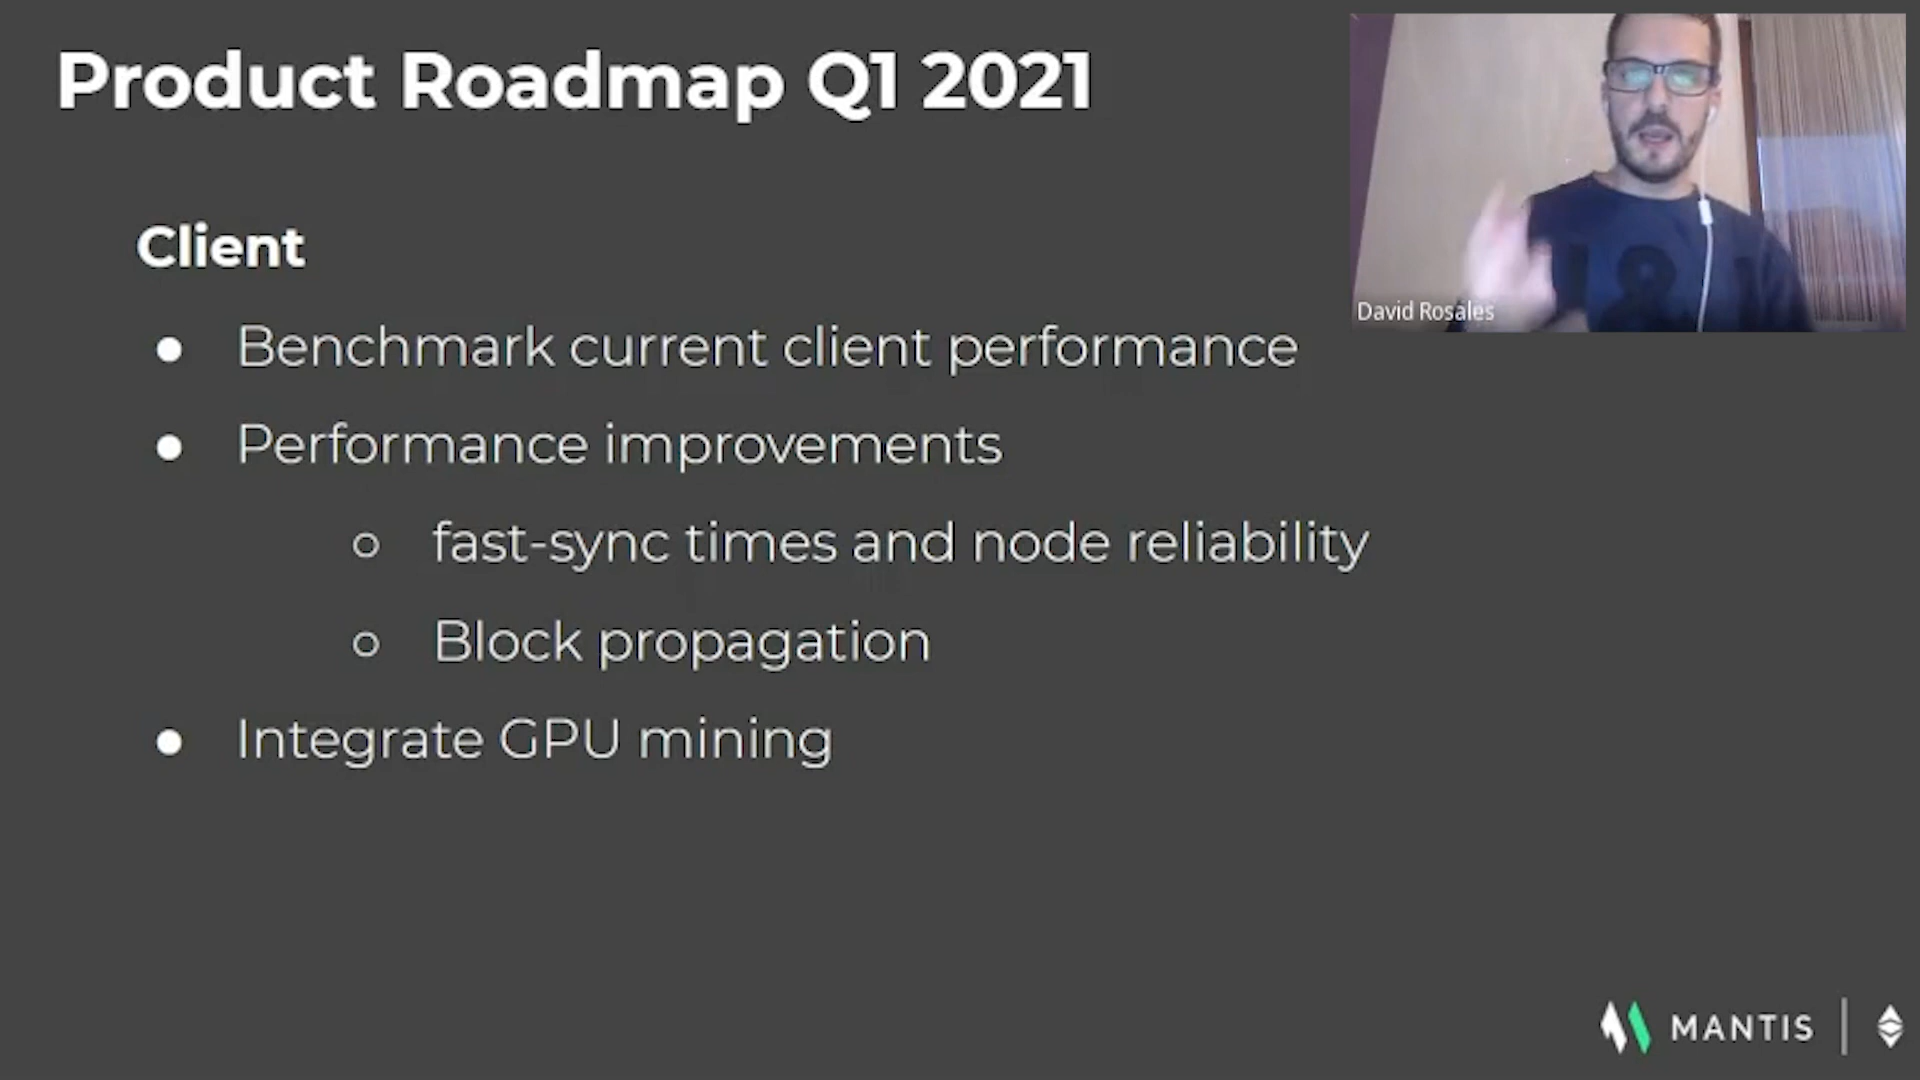 Product Roadmap Q1 2021
David Rosales
Client
Benchmark current client performance
Performance improvements
fast-sync times and node reliability
Block propagation
Integrate GPU mining
MANTIS